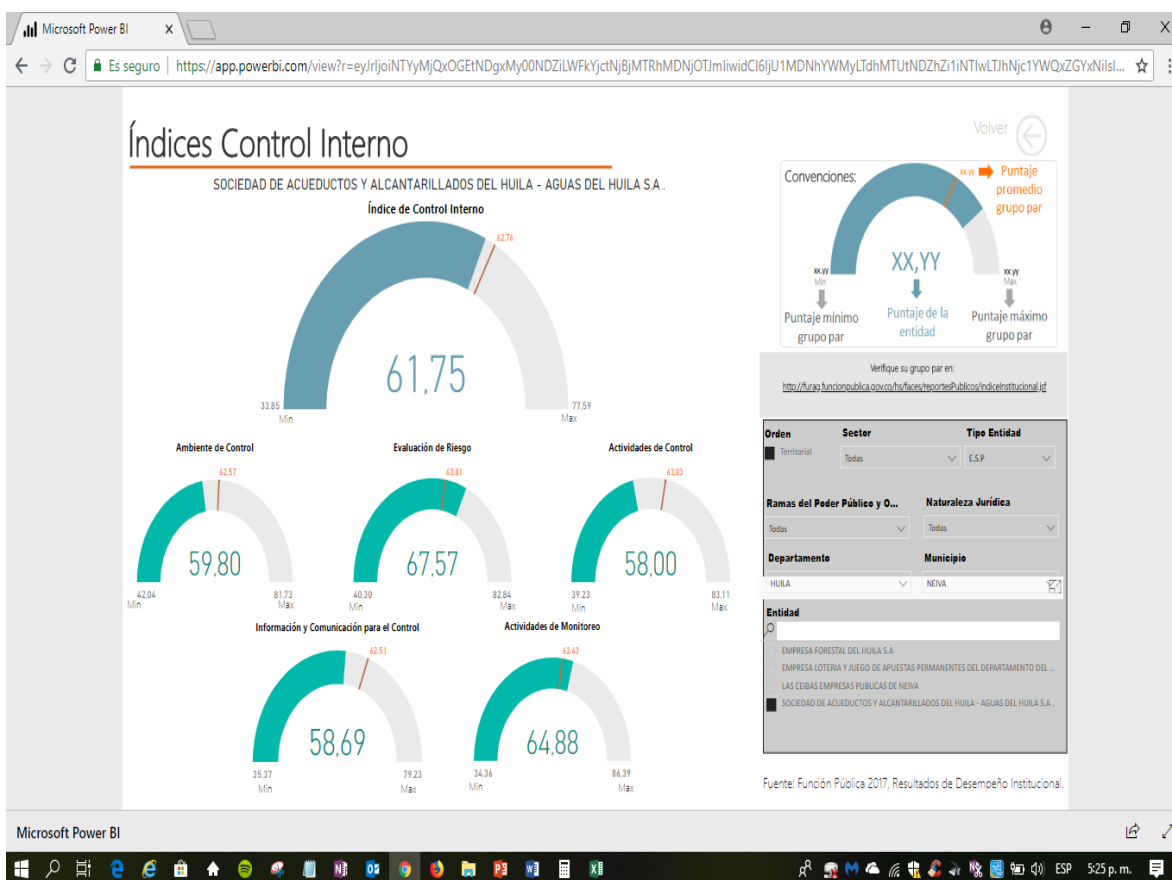 Microsoft Power BI
Es seguro
Índices Control Interno
SOCIEDAD DE ACUEDUCTOS Y ALCANTARILLADOS DEL HUILA - AGUAS DEL HUILA S.A .
Índice de Control Interno
62,76
61,75
33,85
Min
77,59
Max
Ambiente de Control
62,57
59,80
42,04
Min
81,73
Max
Evaluación de Riesgo
63,81
67,57
40,30
Min
82,84
Max
Actividades de Control
63,83
58,00
39,23
Min
83,11
Max
Información y Comunicación para el Control
62,51
58,69
35,37
Min
79,23
Max
Actividades de Monitoreo
62,43
64,88
34,36
Min
86,39
Max
Volver
Convenciones:
xx.yy
Puntaje
promedio
grupo par
XX,YY
xx.yy
Min
xx.yy
Max
Puntaje mínimo
grupo par
Puntaje de la
entidad
Puntaje máximo
grupo par
Verifique su grupo par en:
http://furag.funcionpublica.gov.co/hs/faces/reportesPublicos/indiceInstitucional.jsf
Orden
Territorial
Sector
Todas
Tipo Entidad
E.S.P
Ramas del Poder Público y O...
Todas
Naturaleza Jurídica
Todas
Departamento
HUILA
Municipio
NEIVA
Entidad
EMPRESA FORESTAL DEL HUILA S.A
EMPRESA LOTERIA Y JUEGO DE APUESTAS PERMANENTES DEL DEPARTAMENTO DEL ...
LAS CEIBAS EMPRESAS PUBLICAS DE NEIVA
SOCIEDAD DE ACUEDUCTOS Y ALCANTARILLADOS DEL HUILA - AGUAS DEL HUILA S.A .
Fuente: Función Pública 2017, Resultados de Desempeño Institucional.
Microsoft Power BI
ESP
5:25 p. m.